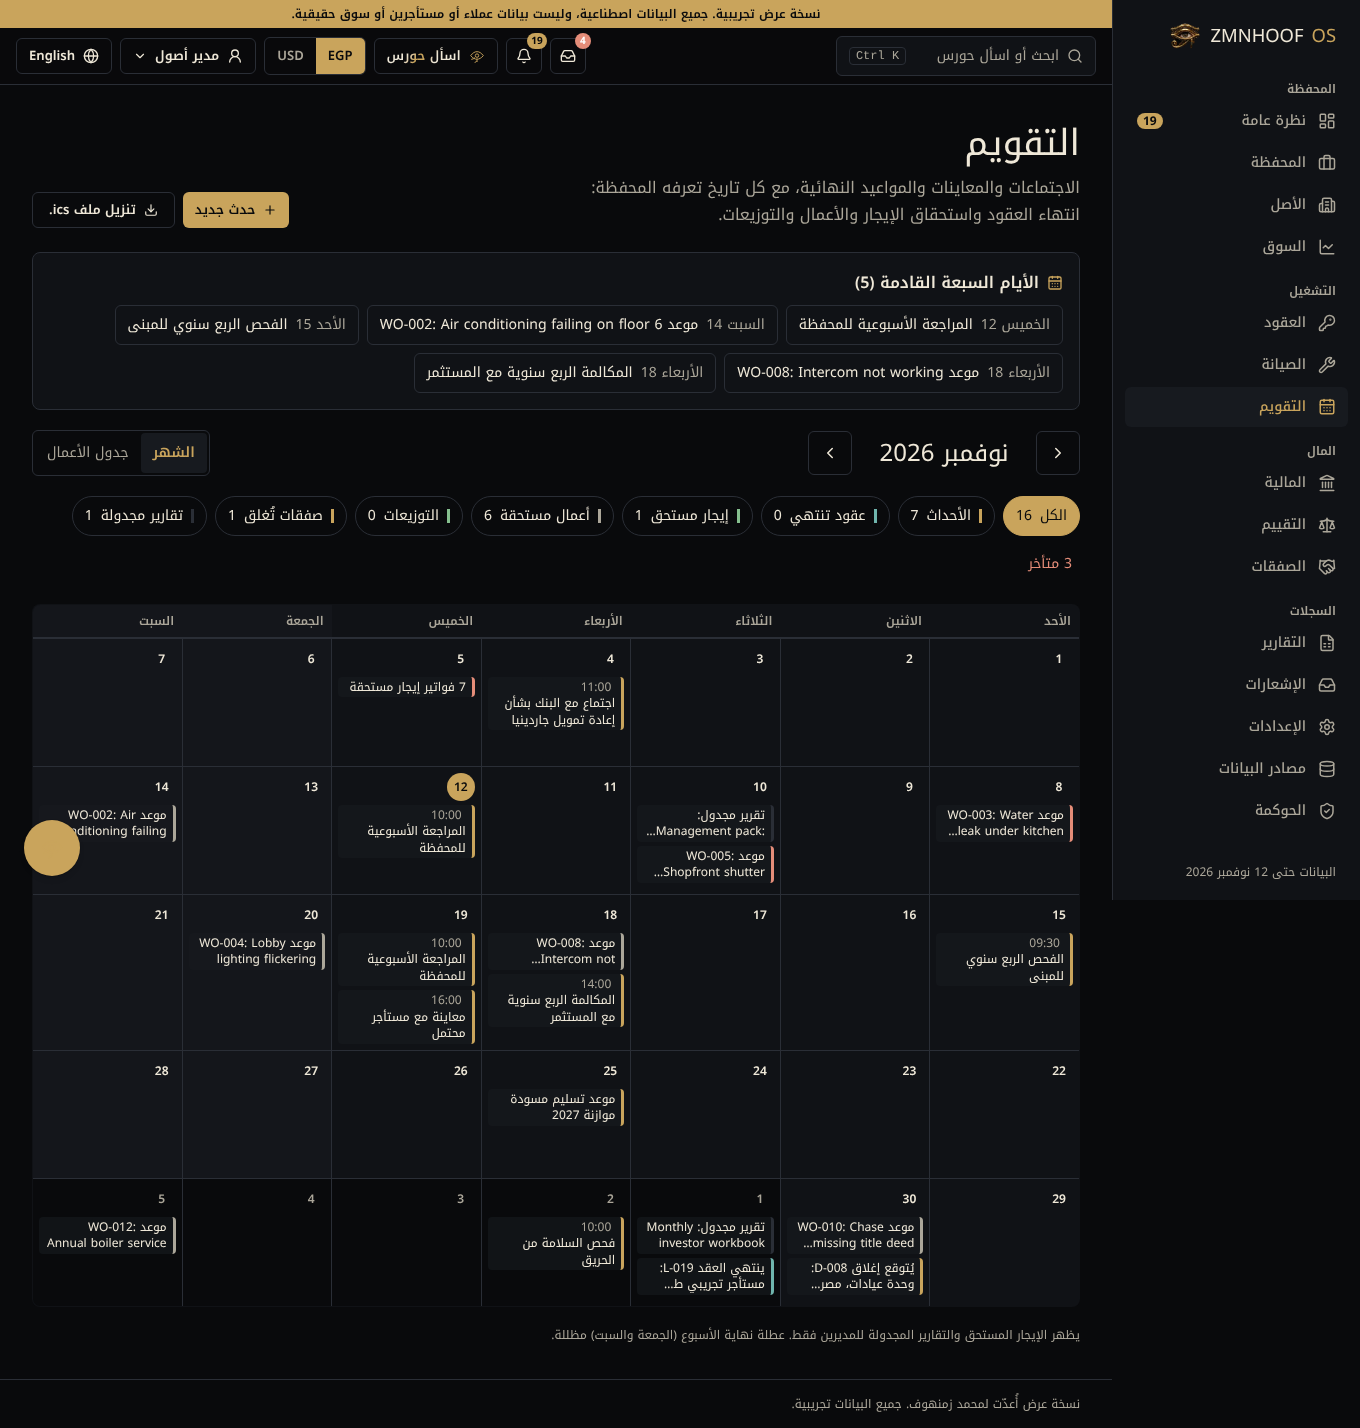 نسخة عرض تجريبية. جميع البيانات اصطناعية، وليست بيانات عملاء أو مستأجرين أو سوق حقيقية.
ZMNHOOF OS
المحفظة
نظرة عامة 19
المحفظة
الأصل
السوق
التشغيل
العقود
الصيانة
التقويم
المال
المالية
التقييم
الصفقات
السجلات
التقارير
الإشعارات
الإعدادات
مصادر البيانات
الحوكمة
البيانات حتى 12 نوفمبر 2026
ابحث أو اسأل حورس Ctrl K
4
19
اسأل حورس
EGP USD
مدير أصول
English
التقويم
الاجتماعات والمعاينات والمواعيد النهائية، مع كل تاريخ تعرفه المحفظة:
انتهاء العقود واستحقاق الإيجار والأعمال والتوزيعات.
حدث جديد
تنزيل ملف ics.
الأيام السبعة القادمة (5)
الخميس 12 المراجعة الأسبوعية للمحفظة
السبت 14 موعد WO-002: Air conditioning failing on floor 6
الأحد 15 الفحص الربع سنوي للمبنى
الأربعاء 18 موعد WO-008: Intercom not working
الأربعاء 18 المكالمة الربع سنوية مع المستثمر
نوفمبر 2026
الشهر
جدول الأعمال
الكل 16
الأحداث 7
عقود تنتهي 0
إيجار مستحق 1
أعمال مستحقة 6
التوزيعات 0
صفقات تُغلق 1
تقارير مجدولة 1
3 متأخر
الأحد الاثنين الثلاثاء الأربعاء الخميس الجمعة السبت
1
2
3
4
11:00
اجتماع مع البنك بشأن
إعادة تمويل جاردينيا
5
7 فواتير إيجار مستحقة
6
7
8
موعد WO-003: Water
leak under kitchen...
9
10
تقرير مجدول:
Management pack:...
موعد WO-005:
Shopfront shutter...
11
12
10:00
المراجعة الأسبوعية
للمحفظة
13
14
موعد WO-002: Air
nditioning failing
15
09:30
الفحص الربع سنوي
للمبنى
16
17
18
موعد WO-008:
Intercom not...
14:00
المكالمة الربع سنوية
مع المستثمر
19
10:00
المراجعة الأسبوعية
للمحفظة
16:00
معاينة مع مستأجر
محتمل
20
موعد WO-004: Lobby
lighting flickering
21
22
23
24
25
موعد تسليم مسودة
موازنة 2027
26
27
28
29
30
موعد WO-010: Chase
missing title deed...
يُتوقع إغلاق D-008:
وحدة عيادات، مصر...
1
تقرير مجدول: Monthly
investor workbook
ينتهي العقد L-019:
مستأجر تجريبي ط...
2
10:00
فحص السلامة من
الحريق
3
4
5
موعد WO-012:
Annual boiler service
يظهر الإيجار المستحق والتقارير المجدولة للمديرين فقط. عطلة نهاية الأسبوع (الجمعة والسبت) مظللة.
نسخة عرض أُعدّت لمحمد زمنهوف. جميع البيانات تجريبية.